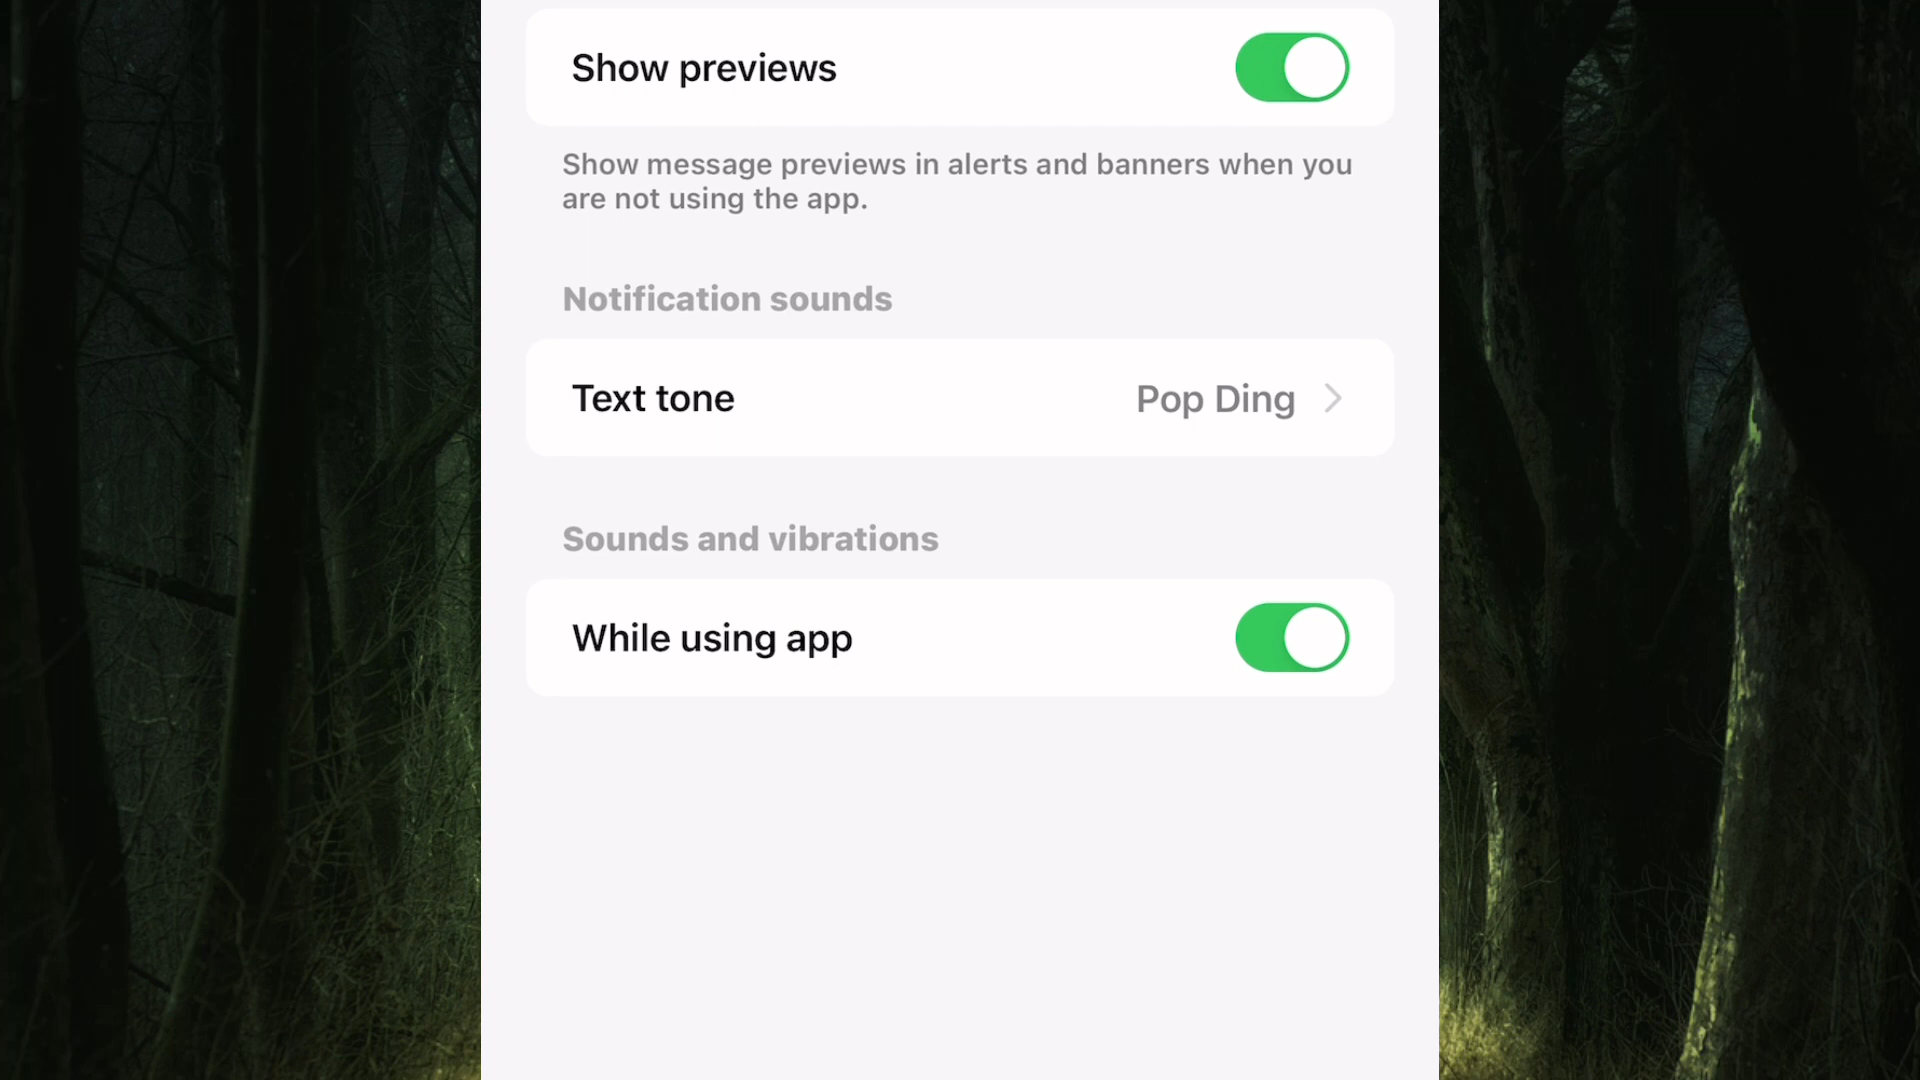 Show previews
Show message previews in alerts and banners when you
are not using the app.
Notification sounds
Text tone
Pop Ding
Sounds and vibrations
While using app